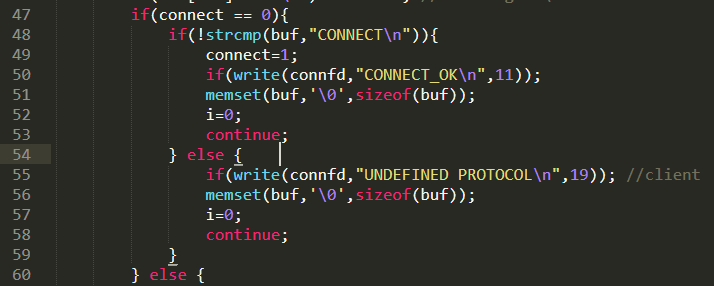 47 if(connect == 0){
48 if(!strcmp(buf,"CONNECT\n")){
49 connect=1;
50 if(write(connfd,"CONNECT_OK\n",11));
51 memset(buf,'\0',sizeof(buf));
52 i=0;
53 continue;
54 } else {
55 if(write(connfd,"UNDEFINED PROTOCOL\n",19)); //client
56 memset(buf,'\0',sizeof(buf));
57 i=0;
58 continue;
59 }
60 } else {